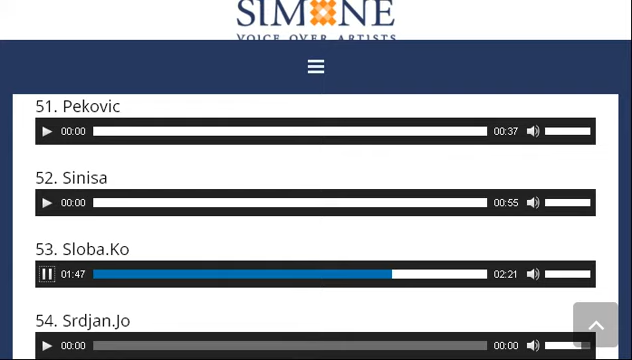 SIMONE
VOICE OVER ARTISTS
51. Pekovic
00:00 00:37
52. Sinisa
00:00 00:55
53. Sloba.Ko
01:47 02:21
54. Srdjan.Jo
00:00 00:00